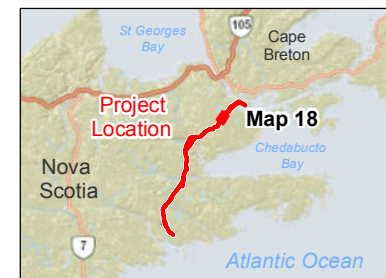 St Georges
Bay
105
Cape
Breton
Project
Location
Map 18
Chedabucto
Bay
Nova
Scotia
7
Atlantic Ocean